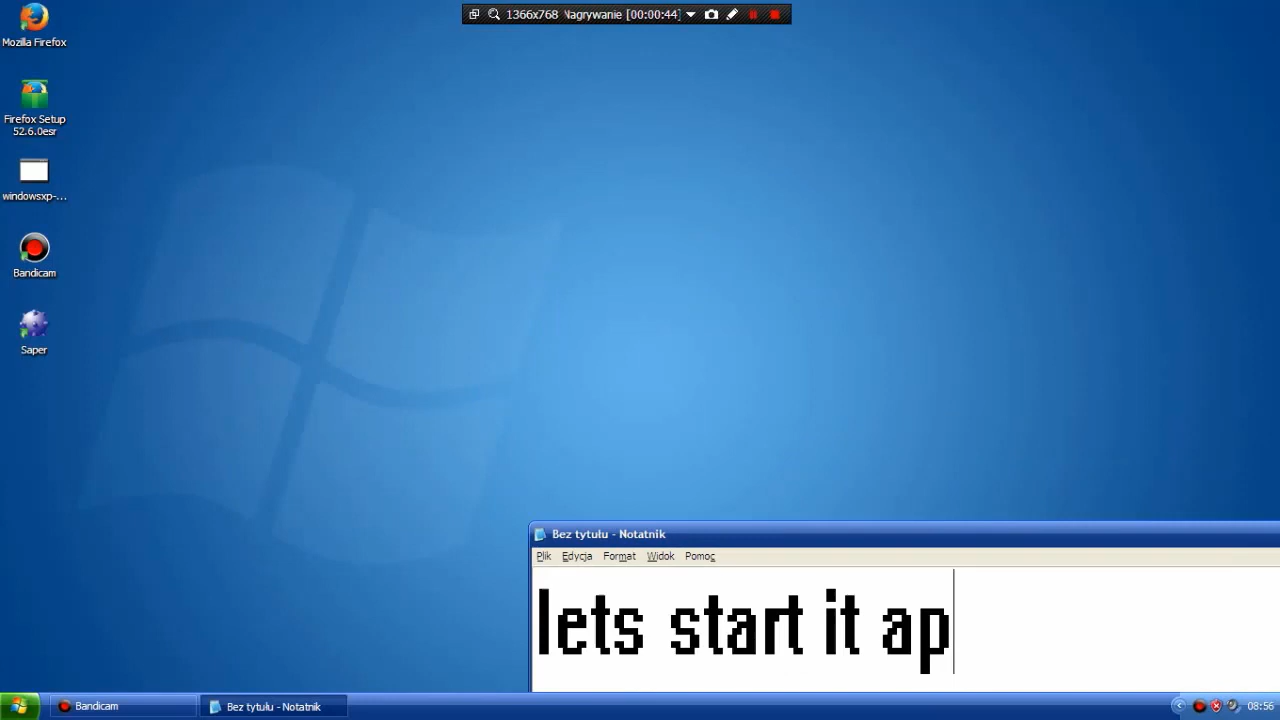 1366x768 Nagrywanie [00:00:44]
Mozilla Firefox
Firefox Setup
52.6.0esr
windowsxp-...
Bandicam
Saper
Bez tytułu - Notatnik
Plik Edycja Format Widok Pomoc
lets start it ap
Bandicam Bez tytułu - Notatnik 08:56